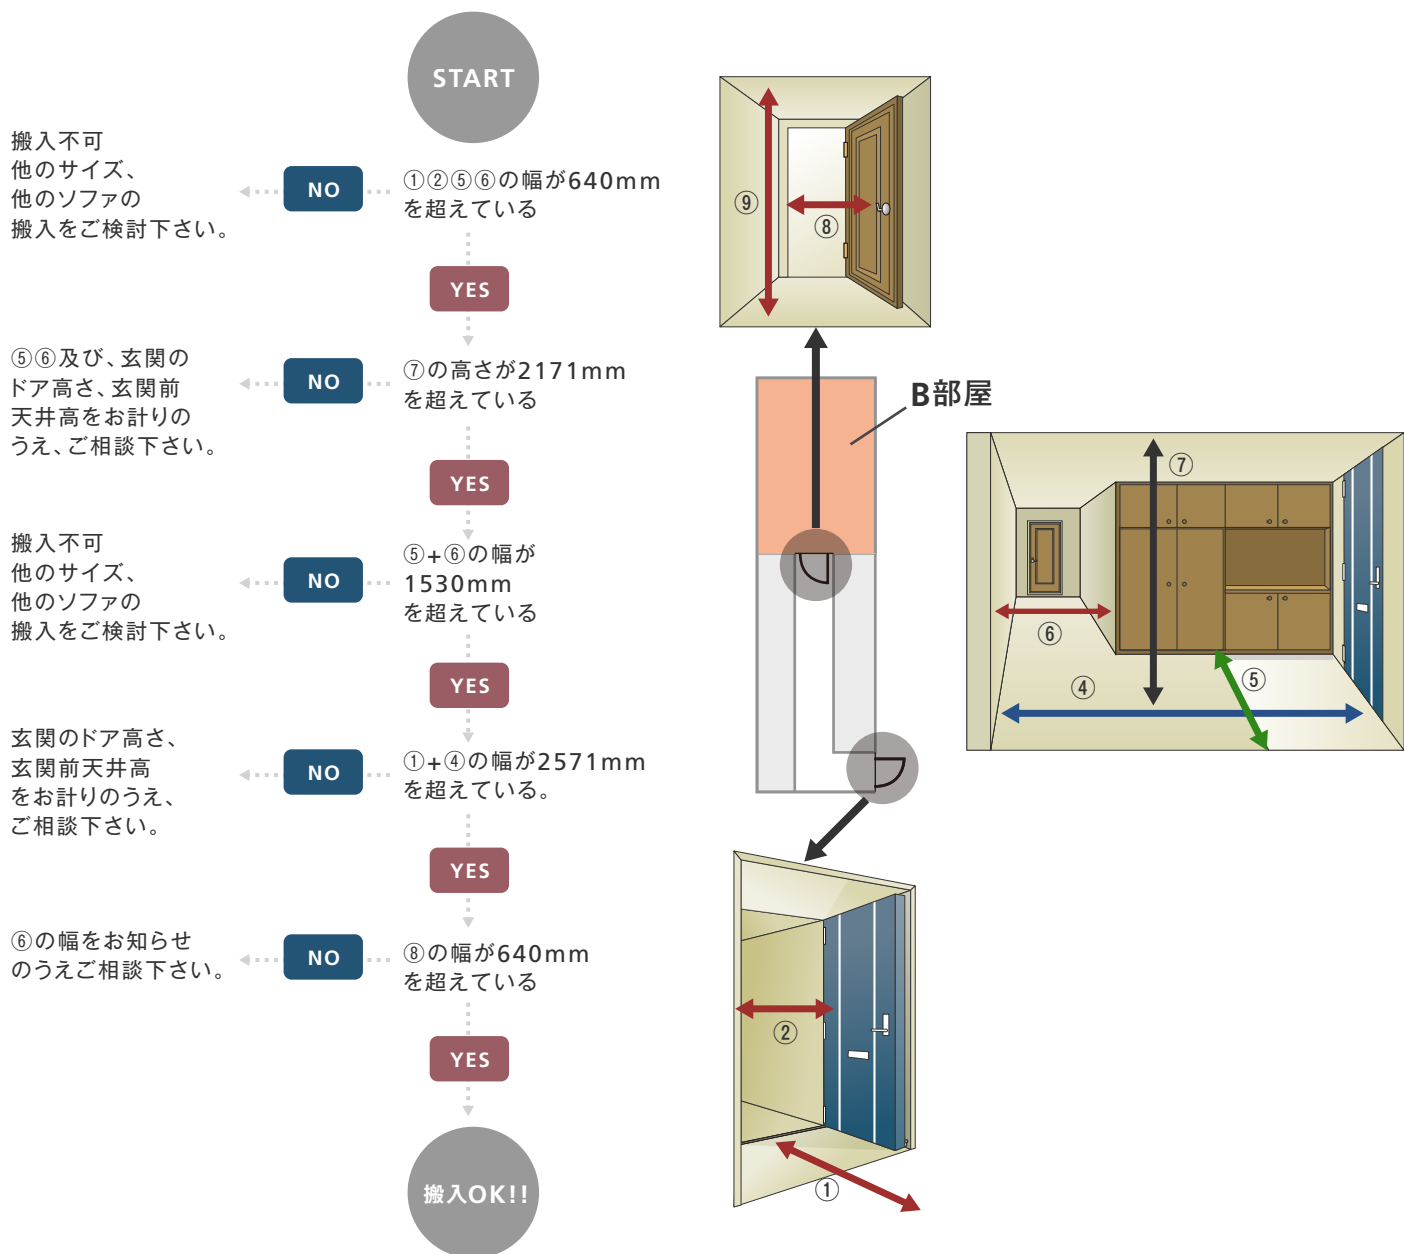 START
①②⑤⑥の幅が640mm
を超えている
NO
搬入不可
他のサイズ、
他のソファの
搬入をご検討下さい。
YES
⑦の高さが2171mm
を超えている
NO
⑤⑥及び、玄関の
ドア高さ、玄関前
天井高をお計りの
うえ、ご相談下さい。
YES
⑤+⑥の幅が
1530mm
を超えている
NO
搬入不可
他のサイズ、
他のソファの
搬入をご検討下さい。
YES
①+④の幅が2571mm
を超えている。
NO
玄関のドア高さ、
玄関前天井高
をお計りのうえ、
ご相談下さい。
YES
⑧の幅が640mm
を超えている
NO
⑥の幅をお知らせ
のうえご相談下さい。
YES
搬入OK!!
⑨
⑧
B部屋
⑦
⑥
④
⑤
②
①